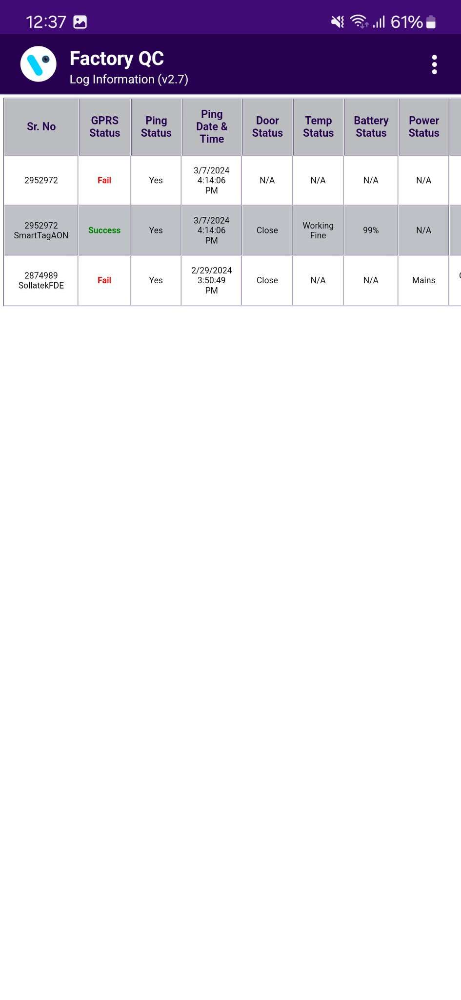 12:37
61%
Factory QC
Log Information (v2.7)
Sr. No
GPRS
Status
Ping
Status
Ping
Date &
Time
Door
Status
Temp
Status
Battery
Status
Power
Status
2952972
Fail
Yes
3/7/2024
4:14:06
PM
N/A
N/A
N/A
N/A
2952972
SmartTagAON
Success
Yes
3/7/2024
4:14:06
PM
Close
Working
Fine
99%
N/A
2874989
SollatekFDE
Fail
Yes
2/29/2024
3:50:49
PM
Close
N/A
N/A
Mains